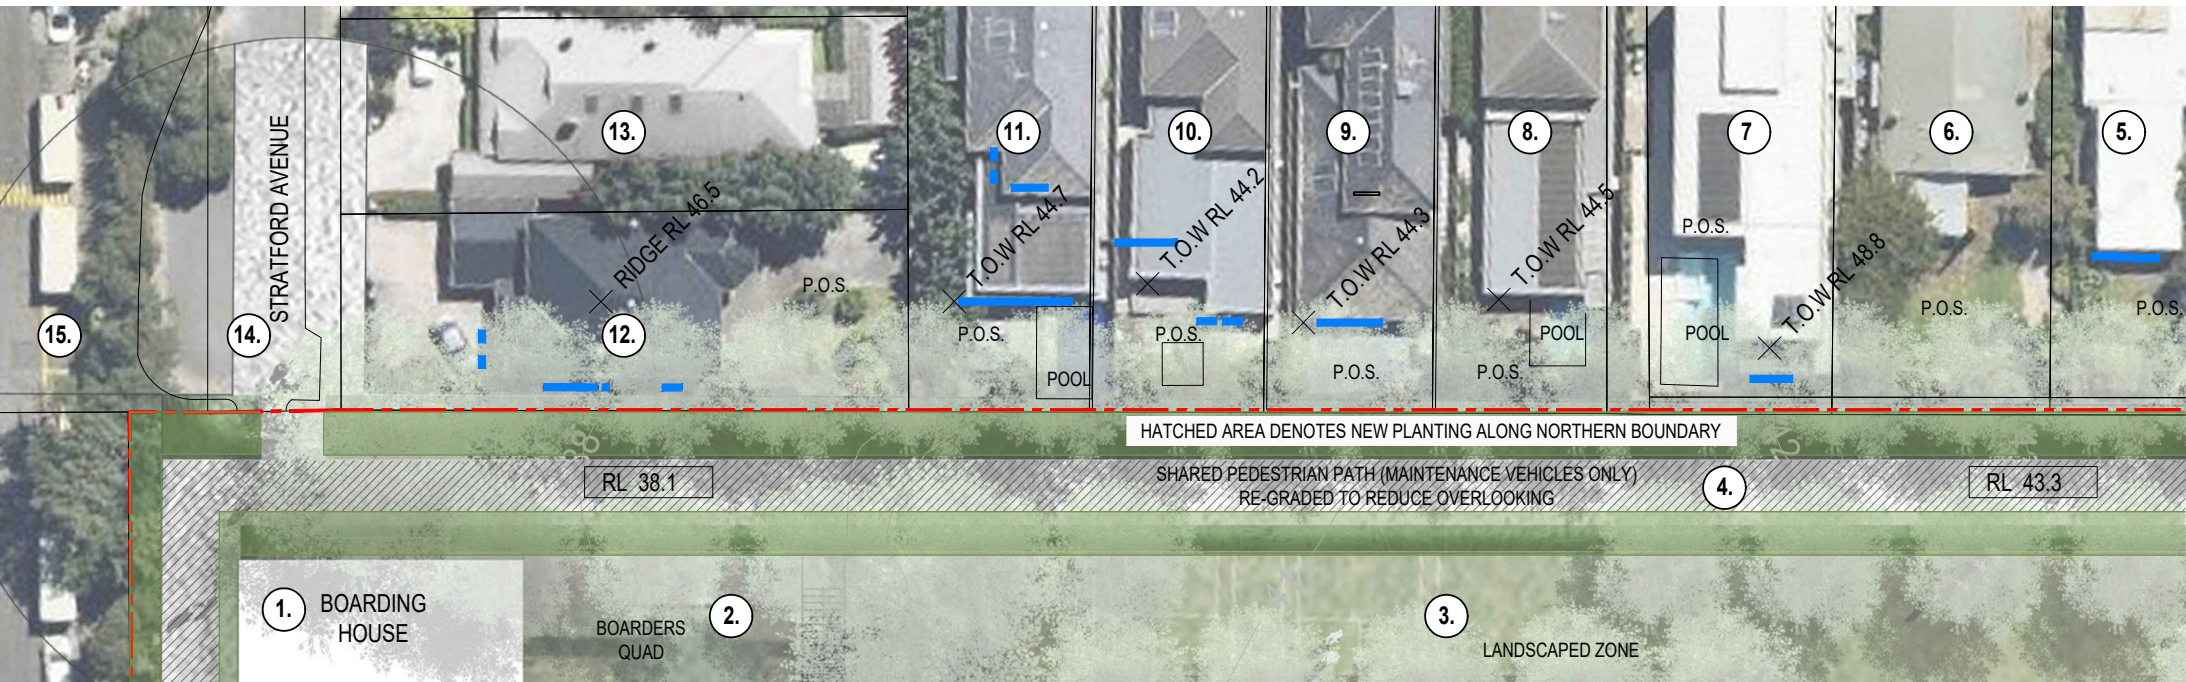 13.
11.
10.
9.
8.
7
6.
5.
STRATFORD AVENUE
RIDGE RL 46.5
T.O.W RL 44.7
T.O.W RL 44.2
T.O.W RL 44.3
T.O.W RL 44.5
T.O.W RL 48.8
P.O.S.
P.O.S.
P.O.S.
P.O.S.
P.O.S.
P.O.S.
P.O.S.
P.O.S.
15.
14.
12.
POOL
POOL
POOL
HATCHED AREA DENOTES NEW PLANTING ALONG NORTHERN BOUNDARY
38
RL 38.1
SHARED PEDESTRIAN PATH (MAINTENANCE VEHICLES ONLY)
RE-GRADED TO REDUCE OVERLOOKING
4.
RL 43.3
1.
BOARDING
HOUSE
BOARDERS
QUAD
2.
3.
LANDSCAPED ZONE